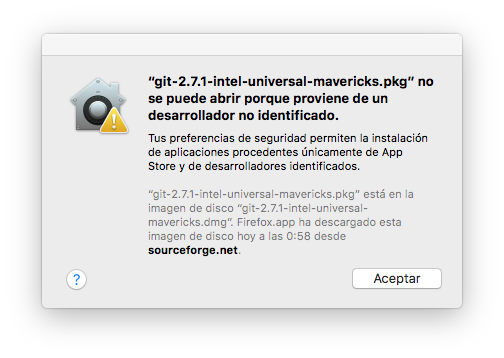 “git-2.7.1-intel-universal-mavericks.pkg” no
se puede abrir porque proviene de un
desarrollador no identificado.
Tus preferencias de seguridad permiten la instalación
de aplicaciones procedentes únicamente de App
Store y de desarrolladores identificados.
“git-2.7.1-intel-universal-mavericks.pkg” está en la
imagen de disco “git-2.7.1-intel-universal-
mavericks.dmg”. Firefox.app ha descargado esta
imagen de disco hoy a las 0:58 desde
sourceforge.net.
?
Aceptar